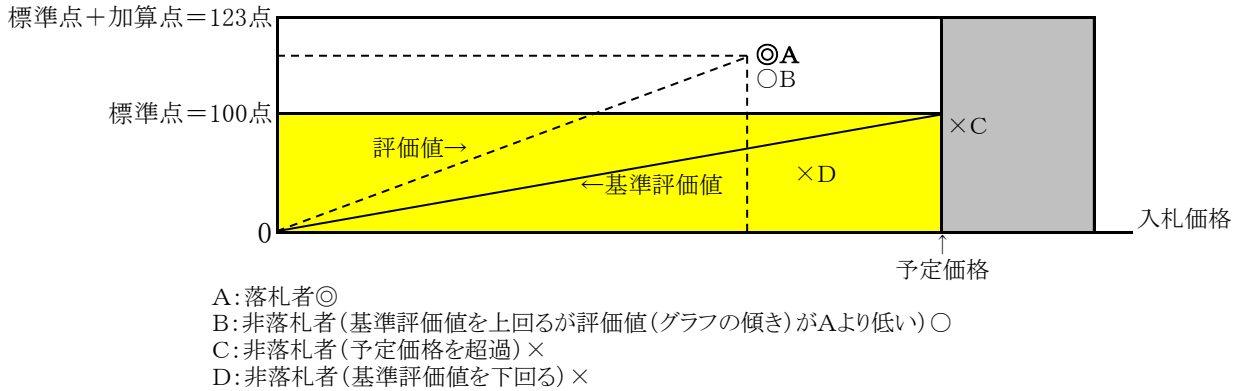 標準点＋加算点＝123点
◎A
○B
標準点＝100点
×C
評価値→
×D
←基準評価値
入札価格
0
↑
予定価格
A：落札者◎
B：非落札者（基準評価値を上回るが評価値（グラフの傾き）がAより低い）○
C：非落札者（予定価格を超過）×
D：非落札者（基準評価値を下回る）×